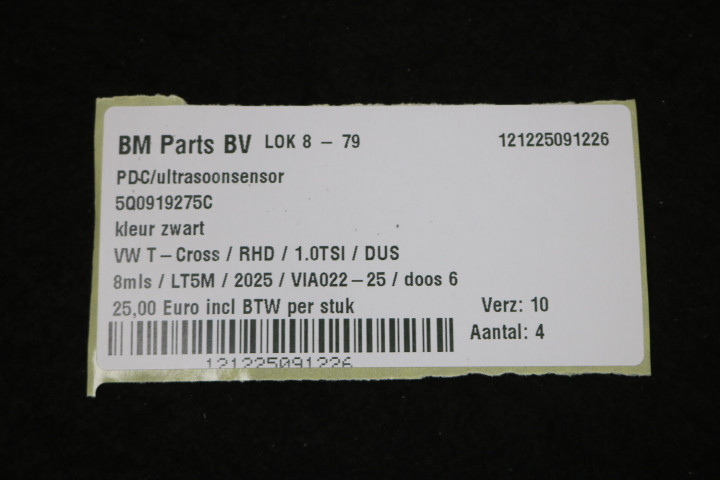 BM Parts BV LOK 8 - 79 121225091226
PDC/ultrasoonsensor
5Q0919275C
kleur zwart
VW T-Cross / RHD / 1.0TSI / DUS
8mls / LT5M / 2025 / VIA022-25 / doos 6
25,00 Euro incl BTW per stuk Verz: 10
Aantal: 4
121225091226